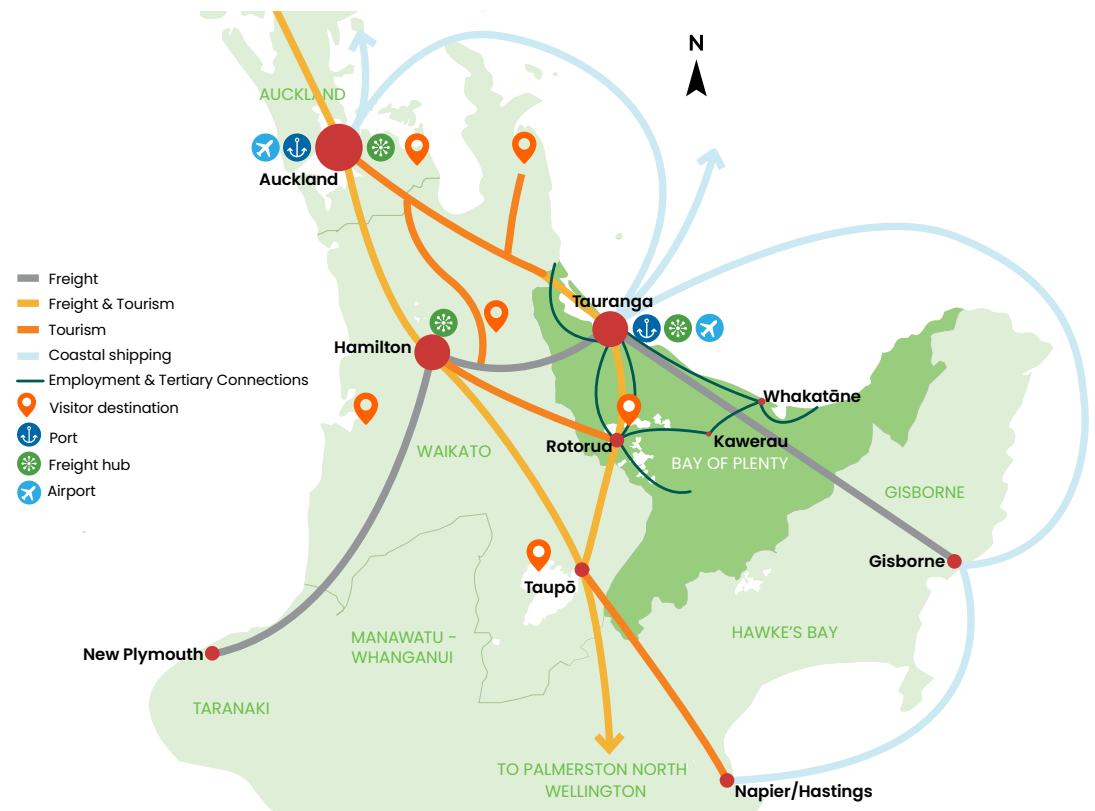 N
AUCKLAND
Auckland
Freight
Freight & Tourism
Tourism
Coastal shipping
Employment & Tertiary Connections
Visitor destination
Port
Freight hub
Airport
Tauranga
Hamilton
Whakatāne
Kawerau
Rotorua
WAIKATO
BAY OF PLENTY
GISBORNE
Gisborne
Taupō
HAWKE'S BAY
MANAWATU -
WHANGANUI
New Plymouth
TARANAKI
TO PALMERSTON NORTH
WELLINGTON
Napier/Hastings